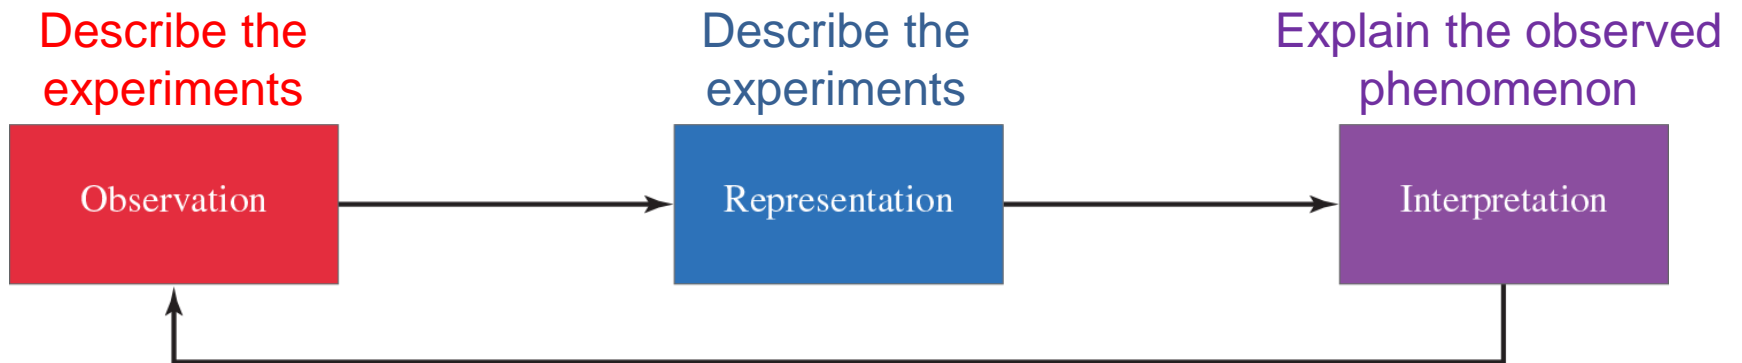 Describe the
experiments
Describe the
experiments
Explain the observed
phenomenon
Observation
Representation
Interpretation